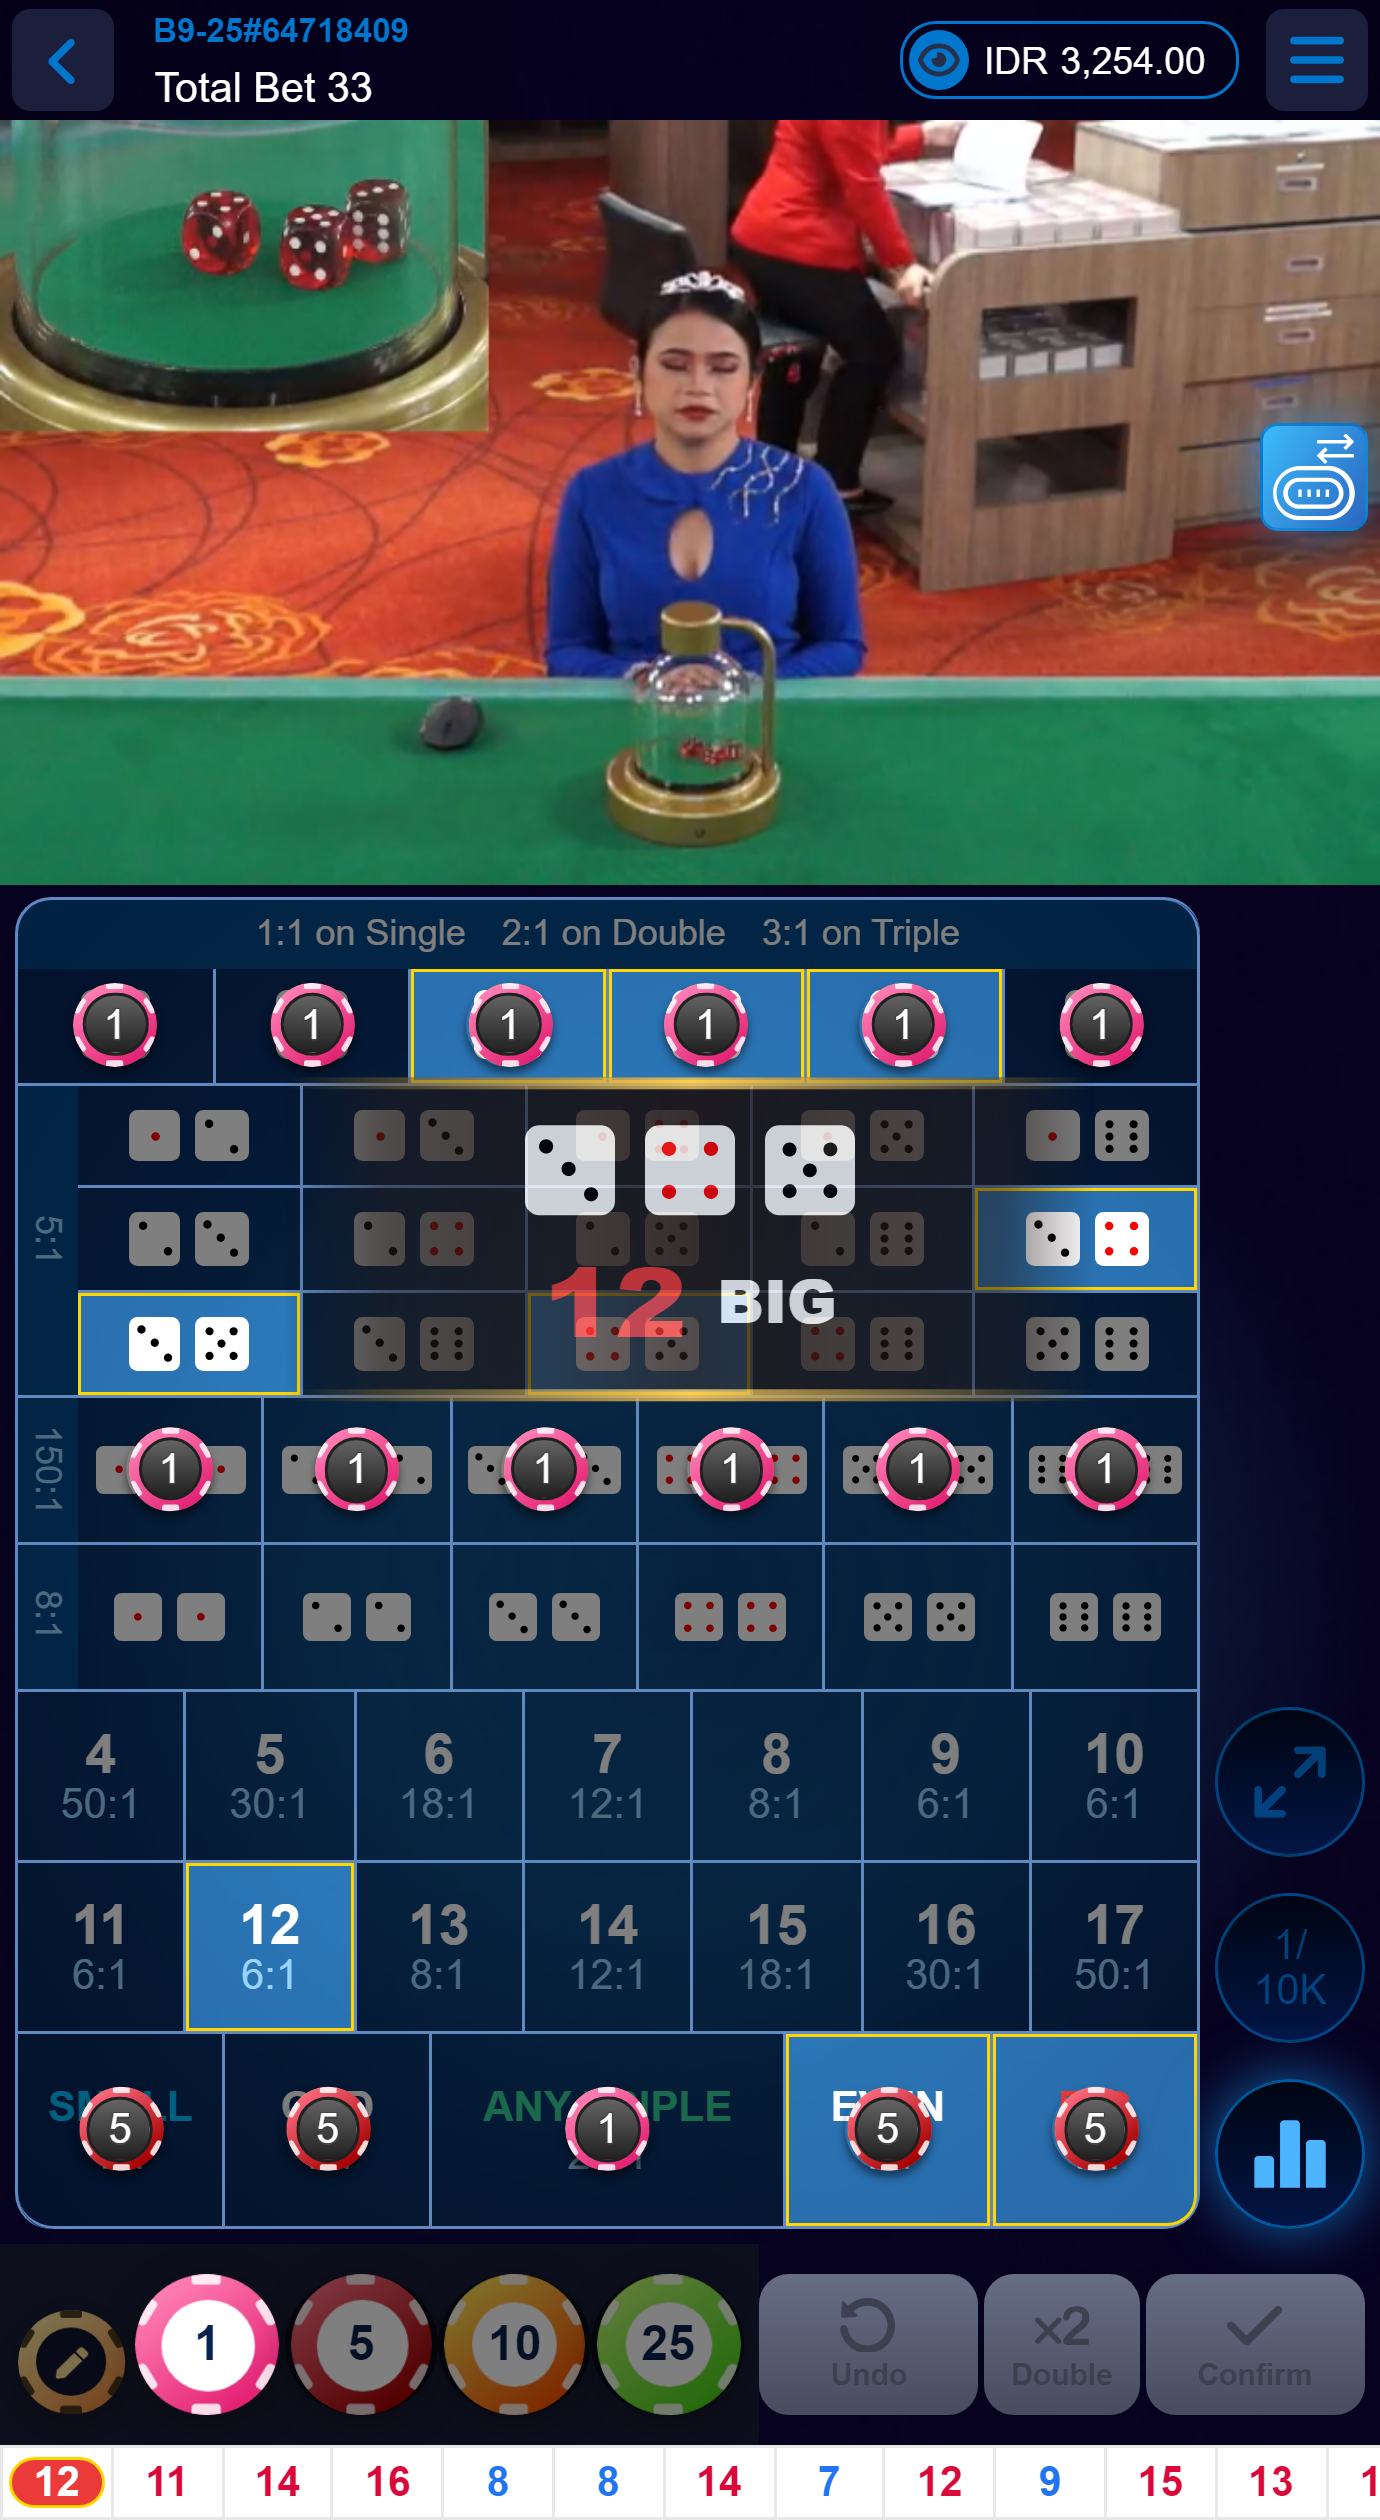 B9-25#64718409
Total Bet 33
IDR 3,254.00
1:1 on Single 2:1 on Double 3:1 on Triple
1 1 1 1 1 1
5:1
12 BIG
150:1
1 1 1 1 1 1
8:1
4 5 6 7 8 9 10
50:1 30:1 18:1 12:1 8:1 6:1 6:1
11 12 13 14 15 16 17
6:1 6:1 8:1 12:1 18:1 30:1 50:1
1/
10K
5 5 ANY 1 5 5
1 5 10 25
Undo x2 Double Confirm
12 11 14 16 8 8 14 7 12 9 15 13